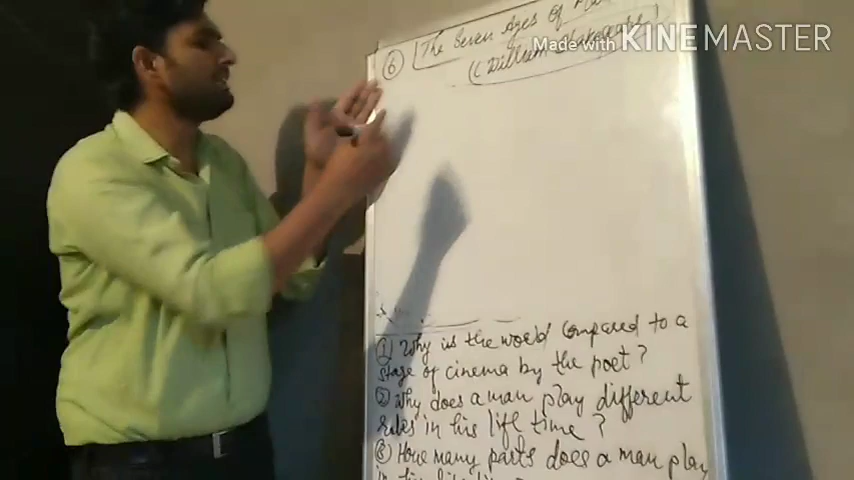 6 The Seven Ages of
(William Shakespeare)
Made with KINEMASTER
① Why is the world compared to a
stage of cinema by the poet?
② Why does a man play different
roles in his life time?
③ How many parts does a man play